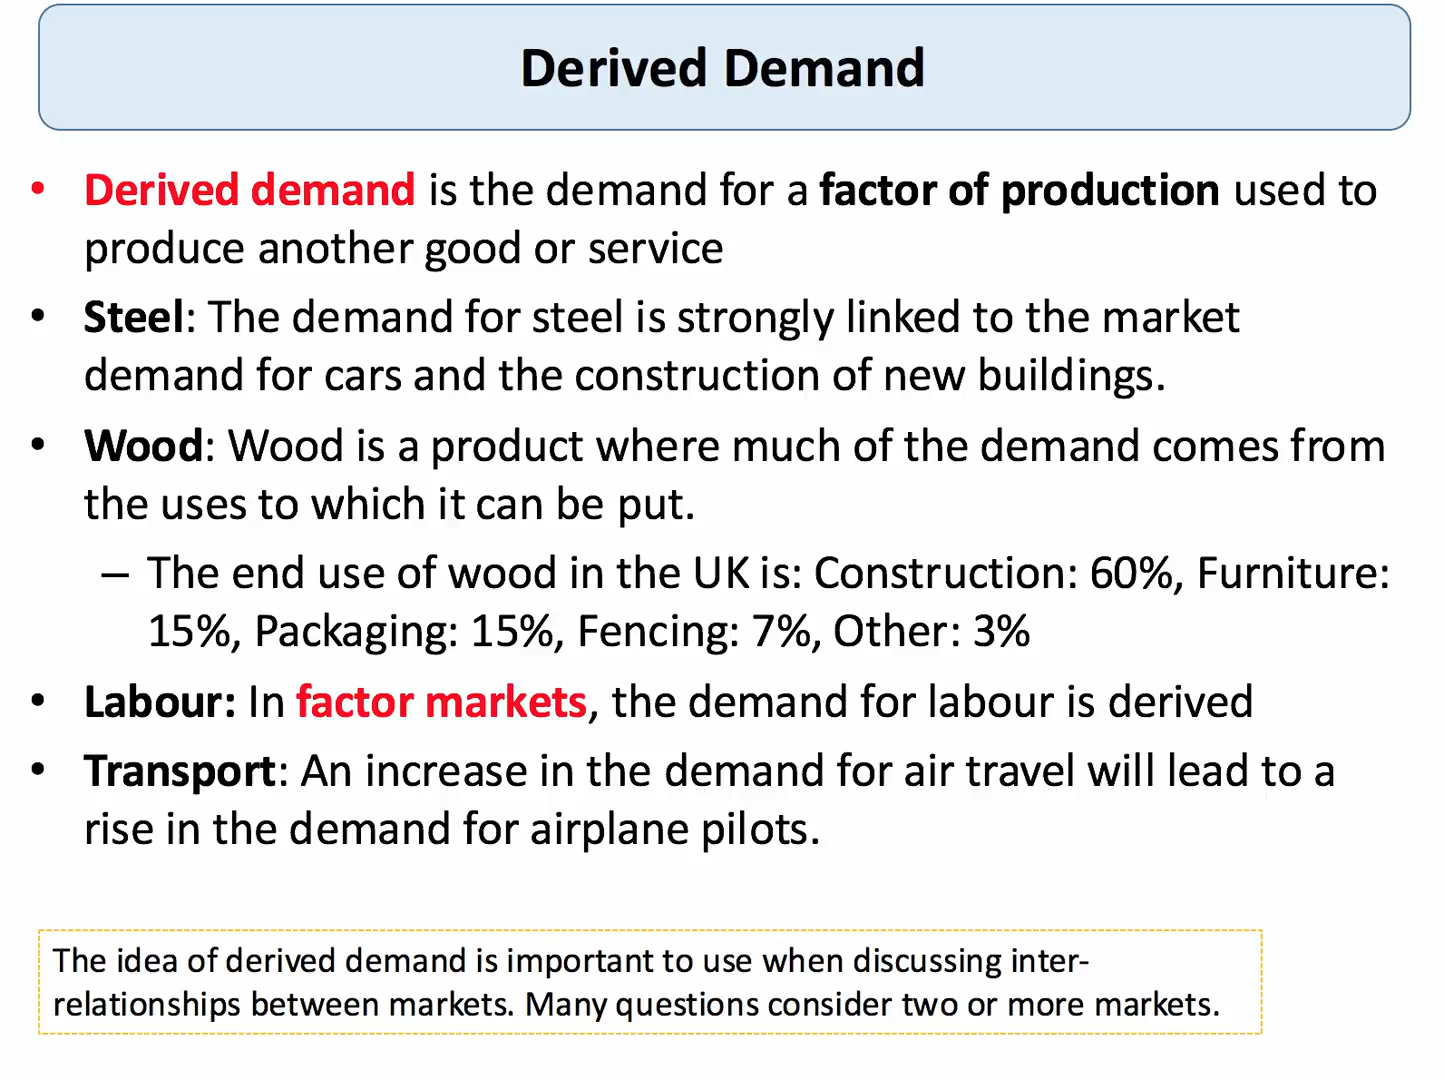 Derived Demand
• Derived demand is the demand for a factor of production used to
produce another good or service
• Steel: The demand for steel is strongly linked to the market
demand for cars and the construction of new buildings.
• Wood: Wood is a product where much of the demand comes from
the uses to which it can be put.
– The end use of wood in the UK is: Construction: 60%, Furniture:
15%, Packaging: 15%, Fencing: 7%, Other: 3%
• Labour: In factor markets, the demand for labour is derived
• Transport: An increase in the demand for air travel will lead to a
rise in the demand for airplane pilots.
The idea of derived demand is important to use when discussing inter-
relationships between markets. Many questions consider two or more markets.